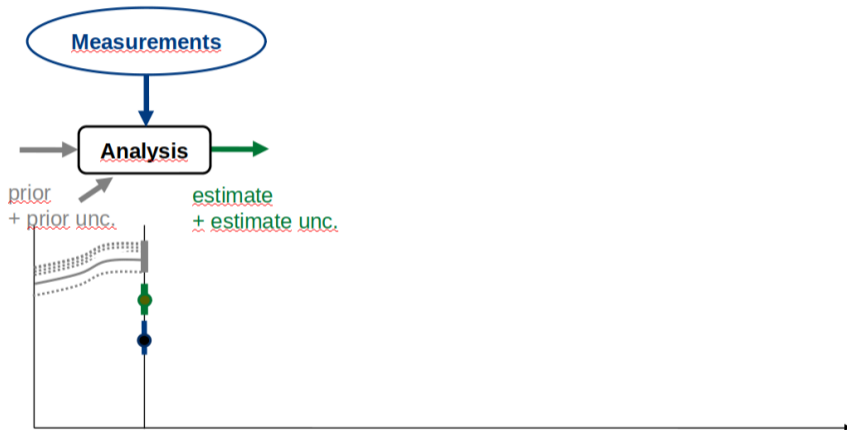 Measurements
Analysis
prior
+ prior unc.
estimate
+ estimate unc.